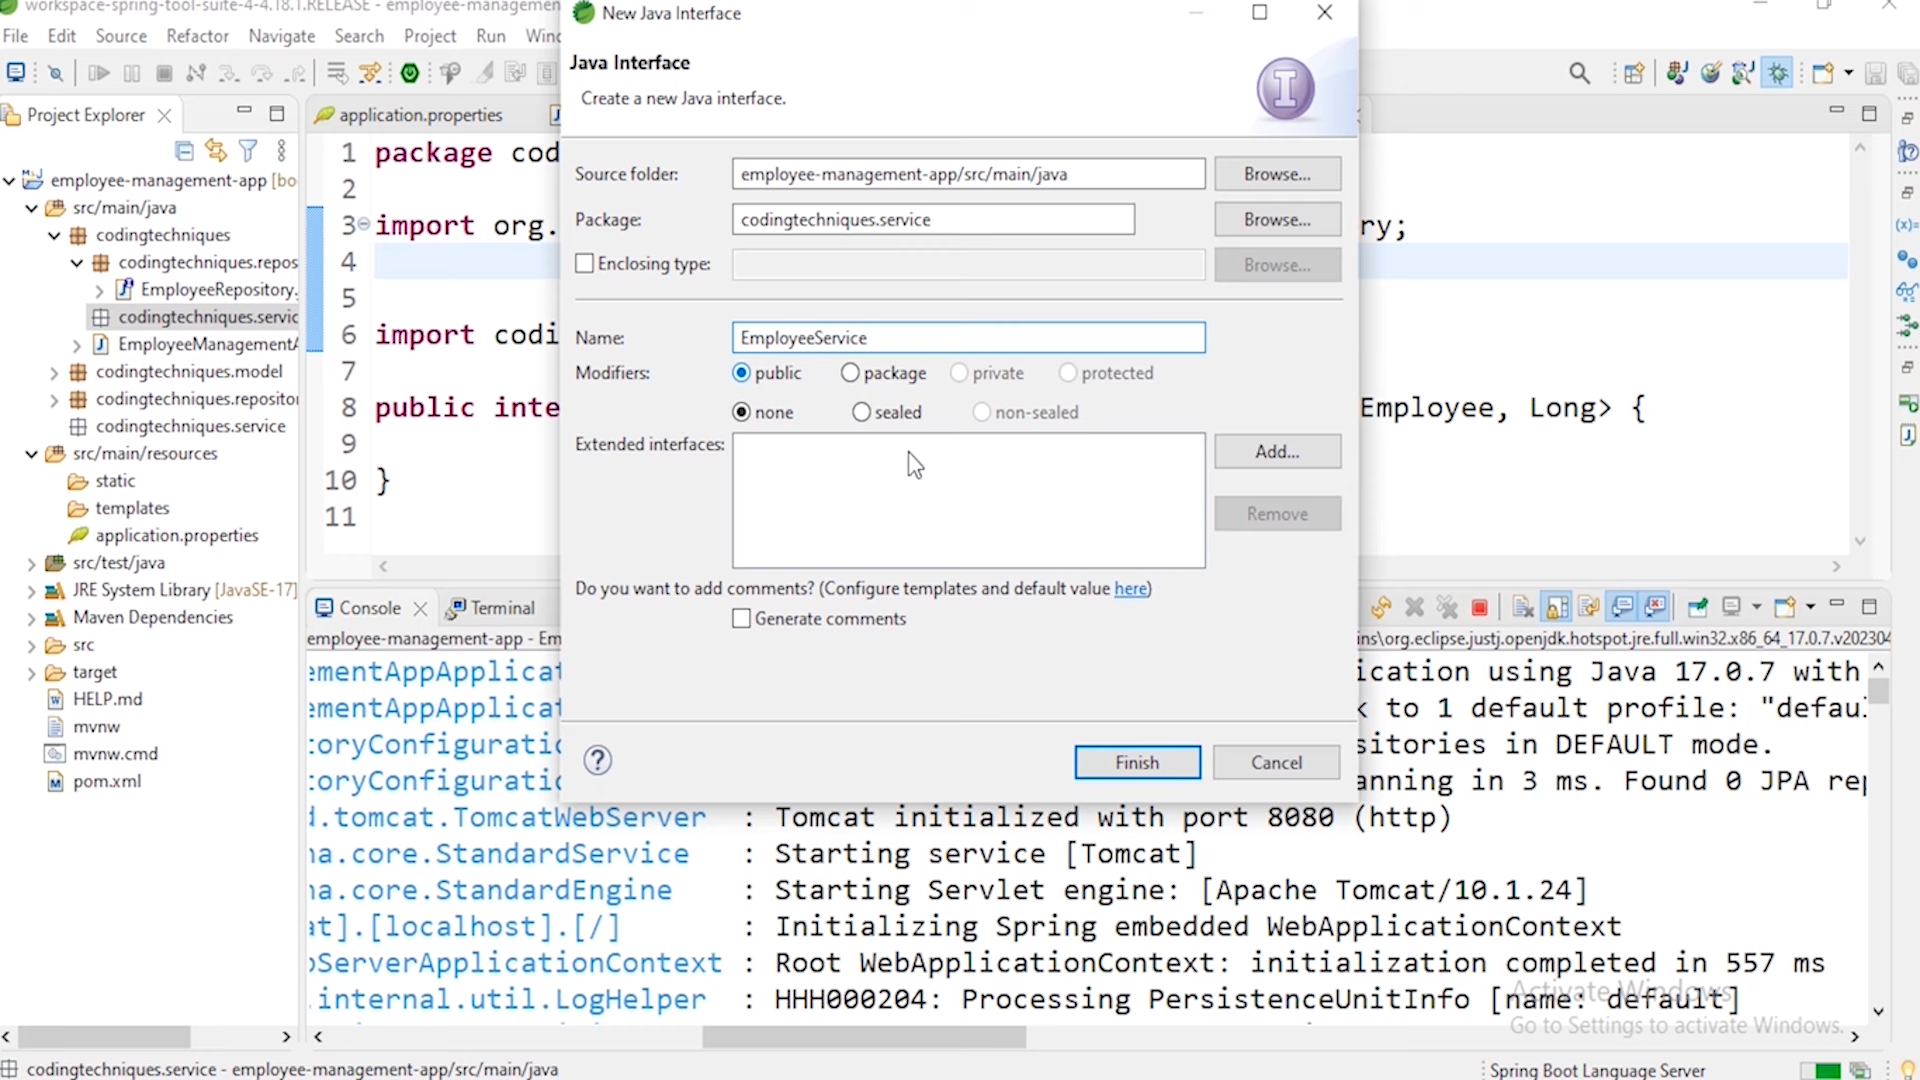 workspace-spring-tool-suite-4-4.18.1.RELEASE - employee-management
New Java Interface
File Edit Source Refactor Navigate Search Project Run
Java Interface
Create a new Java interface.
Project Explorer
application.properties
employee-management-app
src/main/java
codingtechniques
codingtechniques.repos
EmployeeRepository.
codingtechniques.servic
EmployeeManagementA
codingtechniques.model
codingtechniques.reposito
codingtechniques.service
src/main/resources
static
templates
application.properties
src/test/java
JRE System Library [JavaSE-17]
Maven Dependencies
src
target
HELP.md
mvnw
mvnw.cmd
pom.xml
1 package cod
2
3 import org. ry;
4
5
6 import codi
7
8 public inte Employee, Long> {
9
10 }
11
Source folder: employee-management-app/src/main/java Browse...
Package: codingtechniques.service Browse...
Enclosing type: Browse...
Name: EmployeeService
Modifiers: public package private protected
none sealed non-sealed
Extended interfaces: Add...
Remove
Do you want to add comments? (Configure templates and default value here)
Generate comments
Finish Cancel
Console Terminal
employee-management-app - Em ins\org.eclipse.justj.openjdk.hotspot.jre.full.win32.x86_64_17.0.7.v202304
ementAppApplicat ication using Java 17.0.7 with
ementAppApplicat k to 1 default profile: "defau
toryConfiguratio sitories in DEFAULT mode.
toryConfiguratio anning in 3 ms. Found 0 JPA rep
.tomcat.TomcatWebServer : Tomcat initialized with port 8080 (http)
na.core.StandardService : Starting service [Tomcat]
na.core.StandardEngine : Starting Servlet engine: [Apache Tomcat/10.1.24]
at].[localhost].[/] : Initializing Spring embedded WebApplicationContext
ServerApplicationContext : Root WebApplicationContext: initialization completed in 557 ms
.internal.util.LogHelper : HHH000204: Processing PersistenceUnitInfo [name: default]
Activate Windows
Go to Settings to activate Windows.
codingtechniques.service - employee-management-app/src/main/java
Spring Boot Language Server